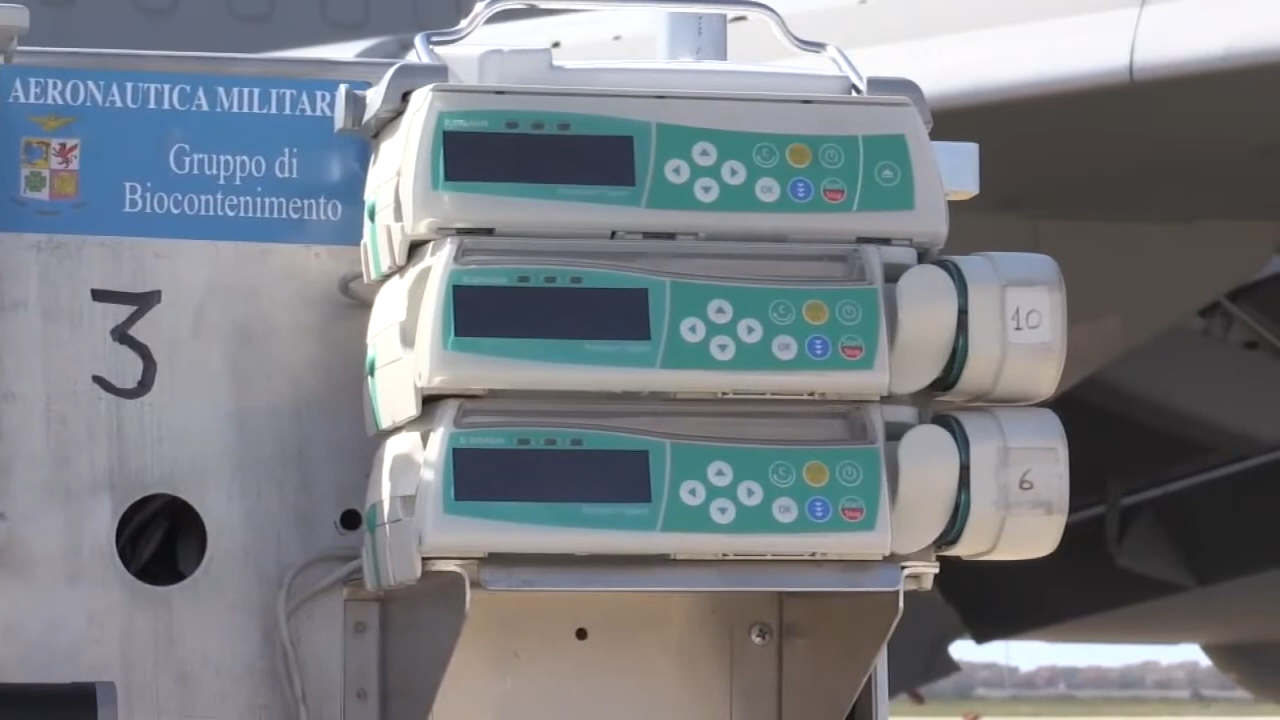 AERONAUTICA MILITARE
Gruppo di
Biocontenimento
3
C
OK
Stop
C
OK
Stop
10
C
OK
Stop
6